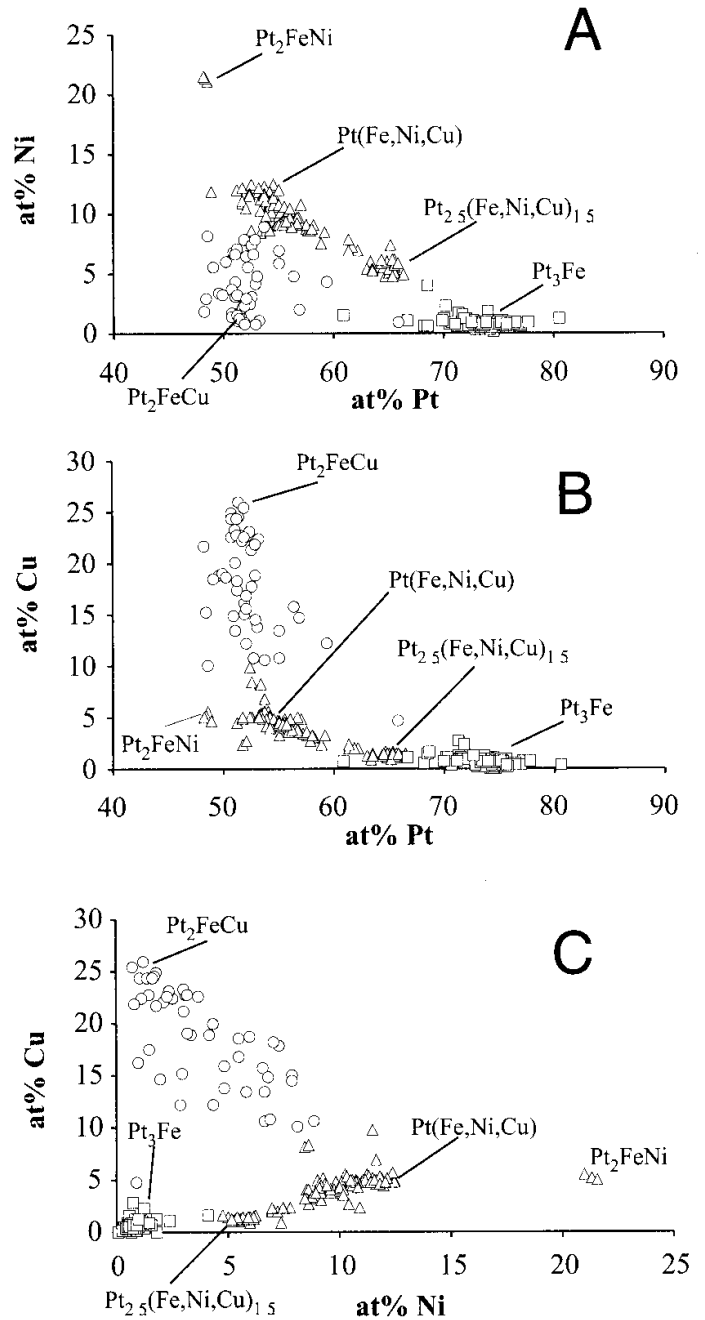 A
Pt2FeNi
25
20
15
10
5
0
at% Ni
Pt(Fe,Ni,Cu)
Pt2 5(Fe,Ni,Cu)1 5
Pt3Fe
40 50 60 70 80 90
Pt2FeCu
at% Pt
B
Pt2FeCu
30
25
20
15
10
5
0
at% Cu
Pt(Fe,Ni,Cu)
Pt2 5(Fe,Ni,Cu)1 5
Pt3Fe
Pt2FeNi
40 50 60 70 80 90
at% Pt
C
Pt2FeCu
30
25
20
15
10
5
0
at% Cu
Pt3Fe
Pt(Fe,Ni,Cu)
Pt2FeNi
0 5 10 15 20 25
Pt2 5(Fe,Ni,Cu)1 5
at% Ni